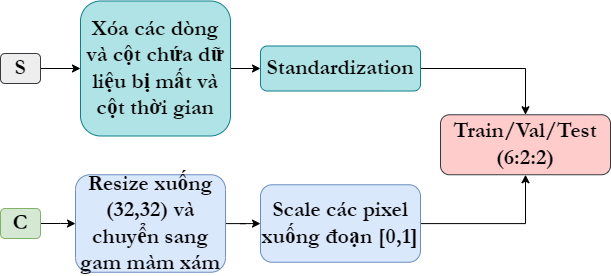 S
Xóa các dòng
và cột chứa dữ
liệu bị mất và
cột thời gian
Standardization
Train/Val/Test
(6:2:2)
C
Resize xuống
(32,32) và
chuyển sang
gam màm xám
Scale các pixel
xuống đoạn [0,1]